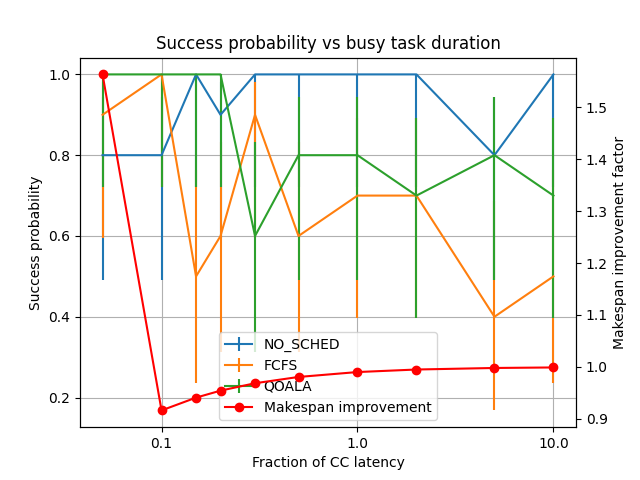 Success probability vs busy task duration
1.0
0.8
0.6
0.4
0.2
Success probability
1.5
1.4
1.3
1.2
1.1
1.0
0.9
Makespan improvement factor
NO_SCHED
FCFS
QOALA
Makespan improvement
0.1
1.0
10.0
Fraction of CC latency